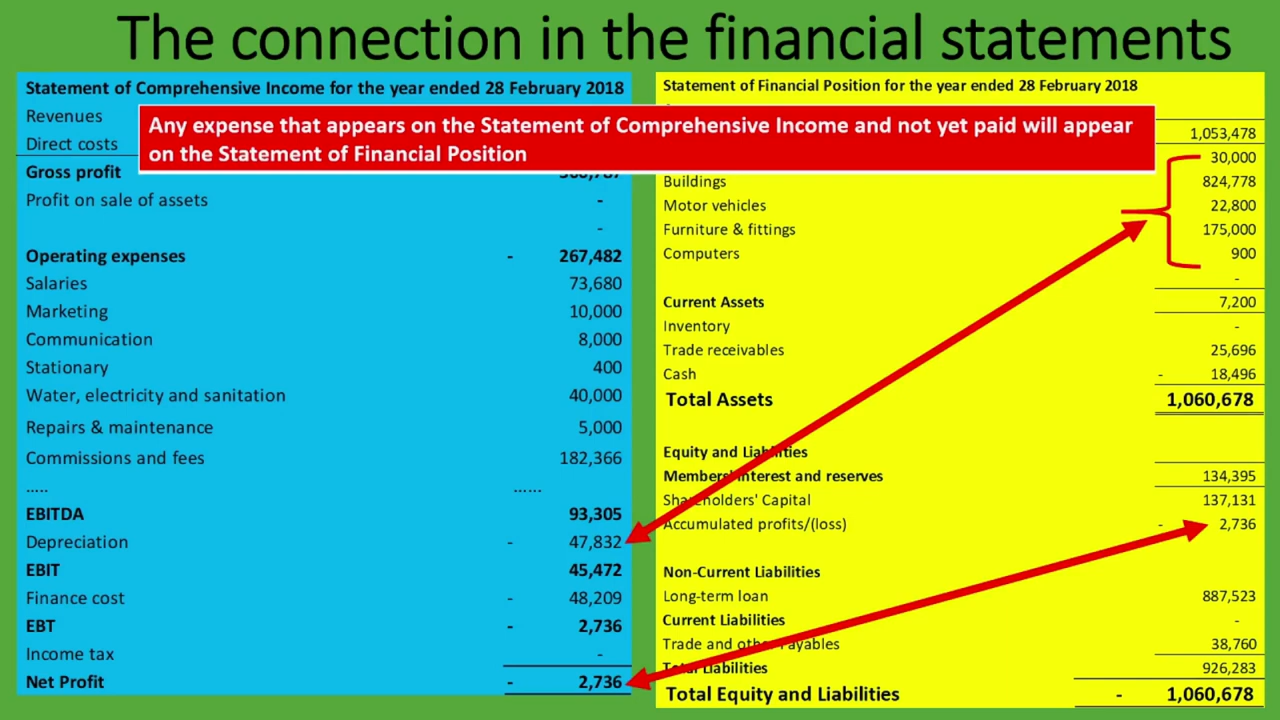 The connection in the financial statements
Statement of Comprehensive Income for the year ended 28 February 2018
Revenues
Direct costs
Gross profit
Profit on sale of assets -
-
Operating expenses - 267,482
Salaries 73,680
Marketing 10,000
Communication 8,000
Stationary 400
Water, electricity and sanitation 40,000
Repairs & maintenance 5,000
Commissions and fees 182,366
..... ......
EBITDA 93,305
Depreciation - 47,832
EBIT 45,472
Finance cost - 48,209
EBT - 2,736
Income tax -
Net Profit - 2,736
Any expense that appears on the Statement of Comprehensive Income and not yet paid will appear
on the Statement of Financial Position
Statement of Financial Position for the year ended 28 February 2018
1,053,478
30,000
Buildings 824,778
Motor vehicles 22,800
Furniture & fittings 175,000
Computers 900
-
Current Assets 7,200
Inventory -
Trade receivables 25,696
Cash - 18,496
Total Assets 1,060,678
Equity and Liabilities
Members' interest and reserves 134,395
Shareholders' Capital 137,131
Accumulated profits/(loss) - 2,736
Non-Current Liabilities
Long-term loan 887,523
Current Liabilities -
Trade and other Payables 38,760
Total Liabilities 926,283
Total Equity and Liabilities - 1,060,678